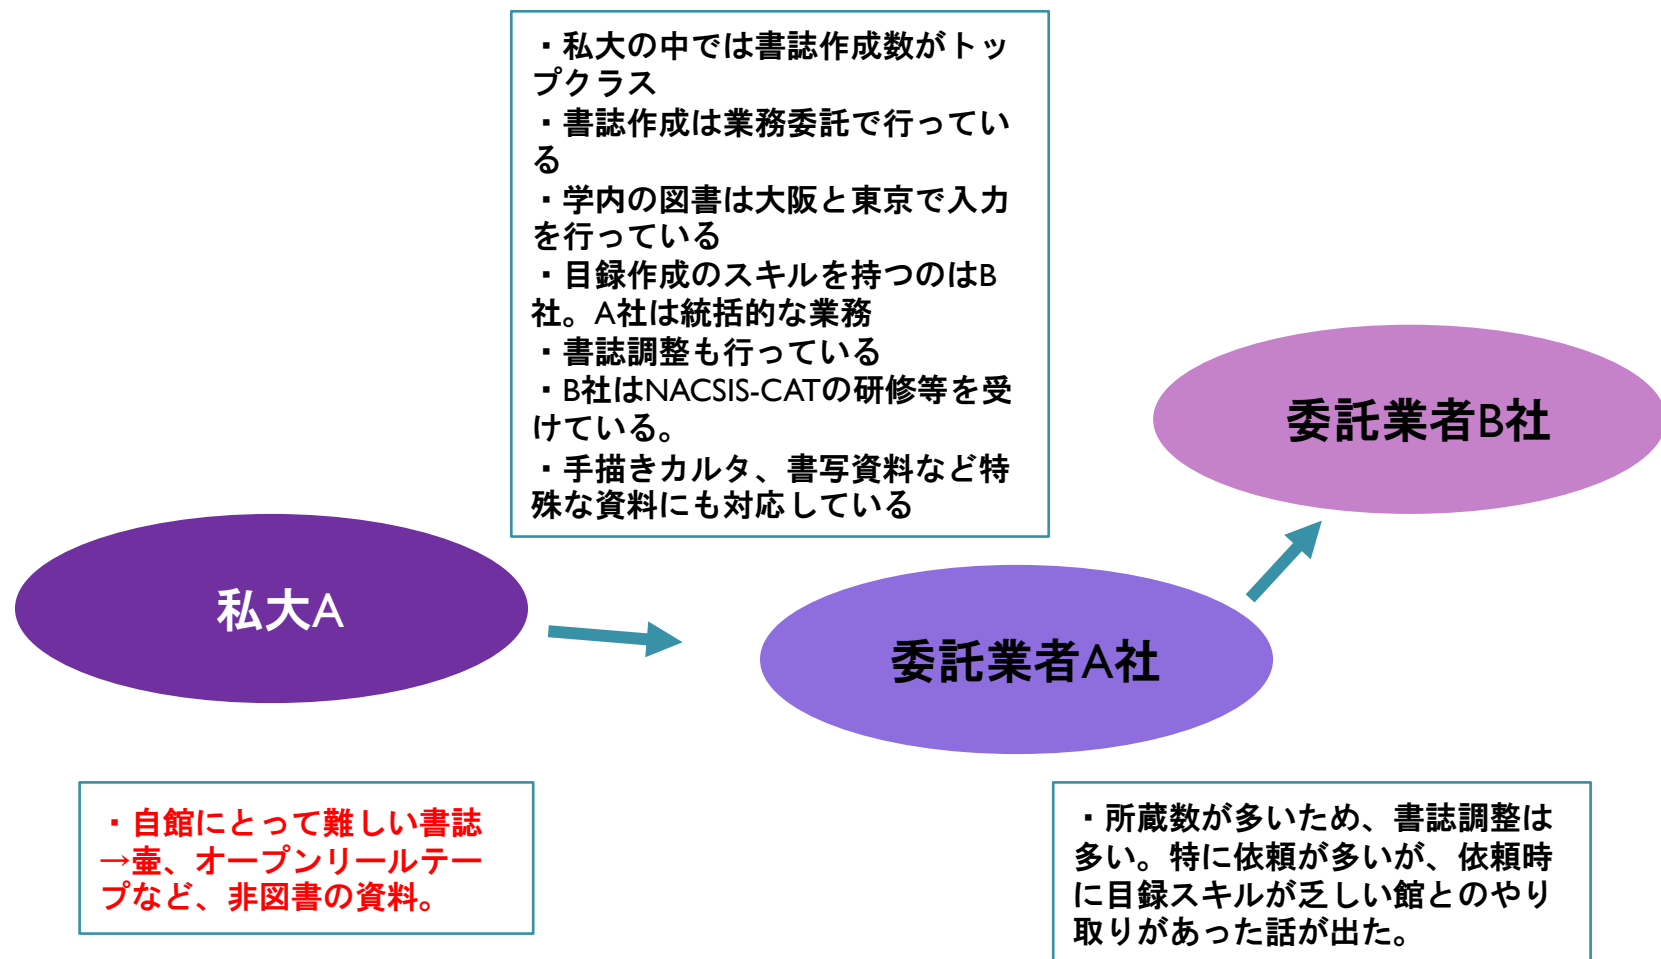 ・私大の中では書誌作成数がトッ
プクラス
・書誌作成は業務委託で行ってい
る
・学内の図書は大阪と東京で入力
を行っている
・目録作成のスキルを持つのはB
社。A社は統括的な業務
・書誌調整も行っている
・B社はNACSIS-CATの研修等を受
けている。
・手描きカルタ、書写資料など特
殊な資料にも対応している
委託業者B社
私大A
委託業者A社
・自館にとって難しい書誌
→壷、オープンリールテー
プなど、非図書の資料。
・所蔵数が多いため、書誌調整は
多い。特に依頼が多いが、依頼時
に目録スキルが乏しい館とのやり
取りがあった話が出た。